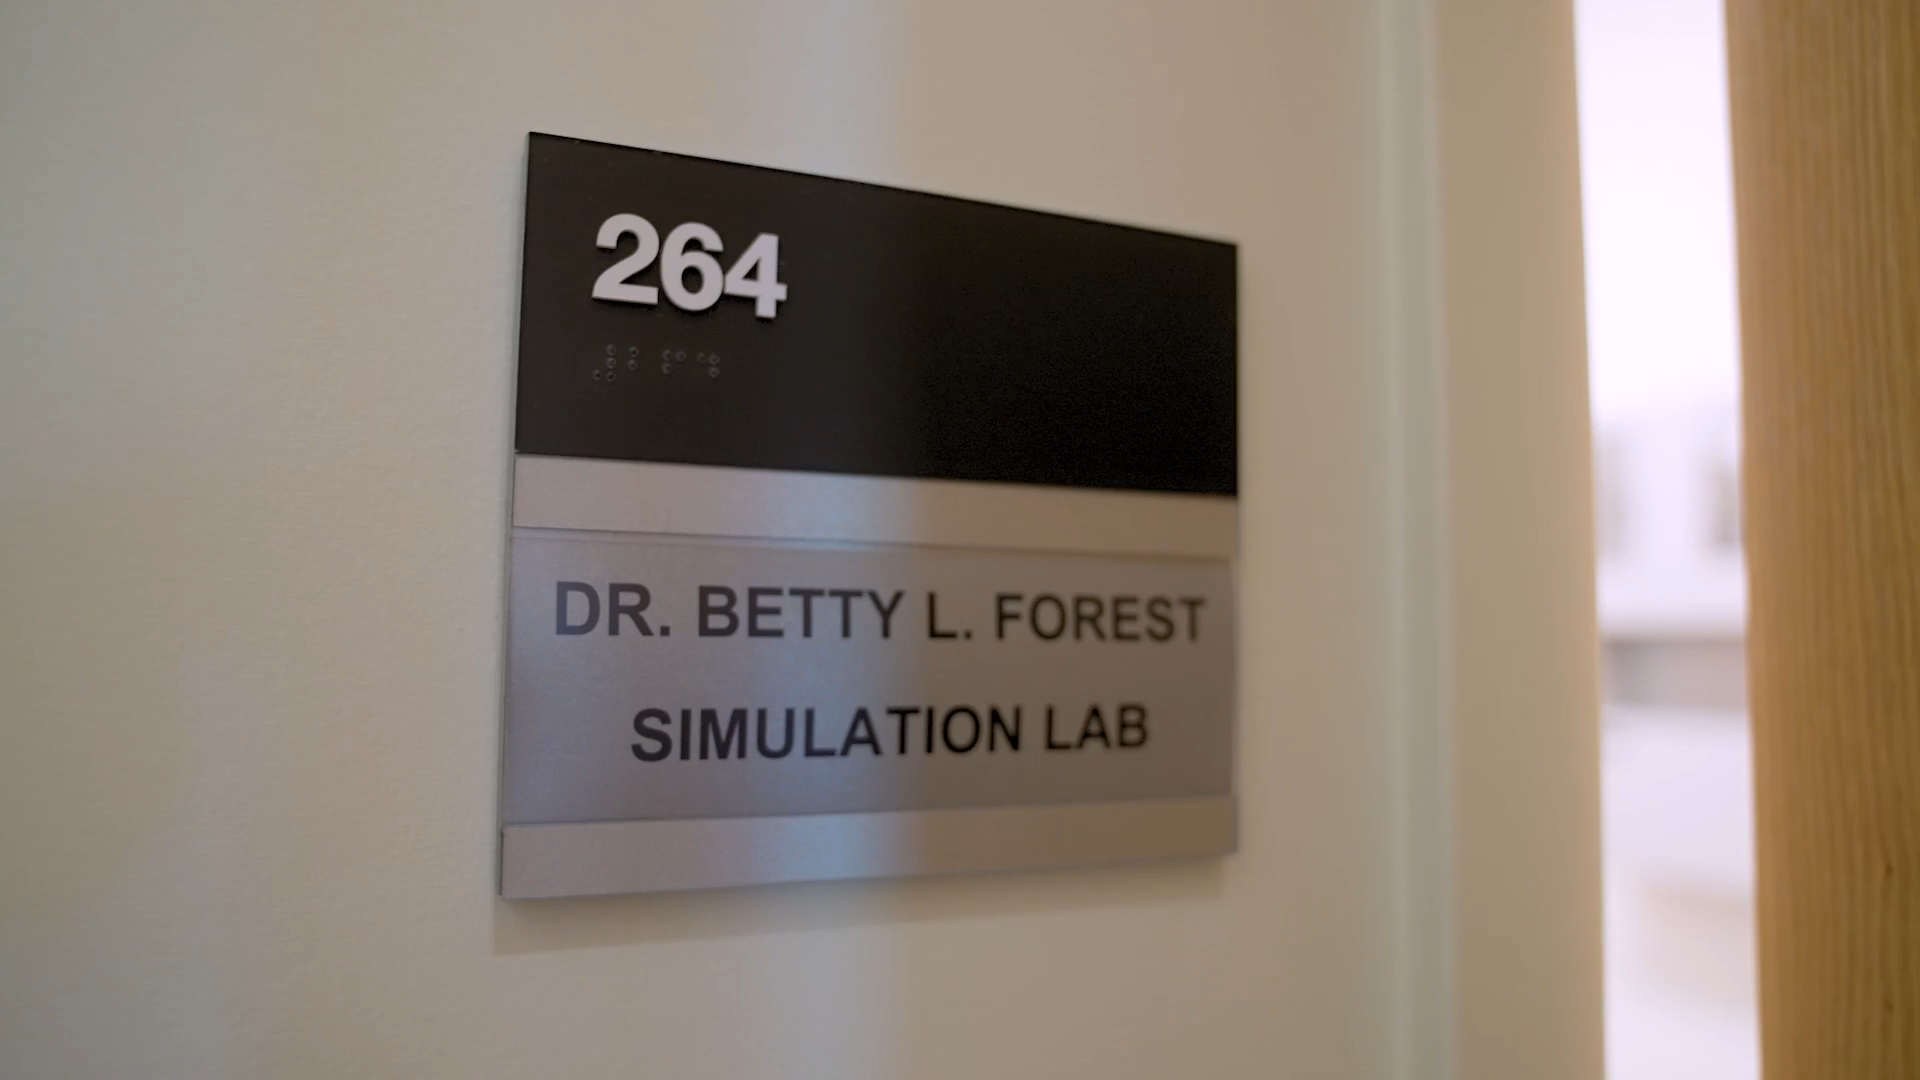 264
⠼⠃⠋⠙
DR. BETTY L. FOREST
SIMULATION LAB